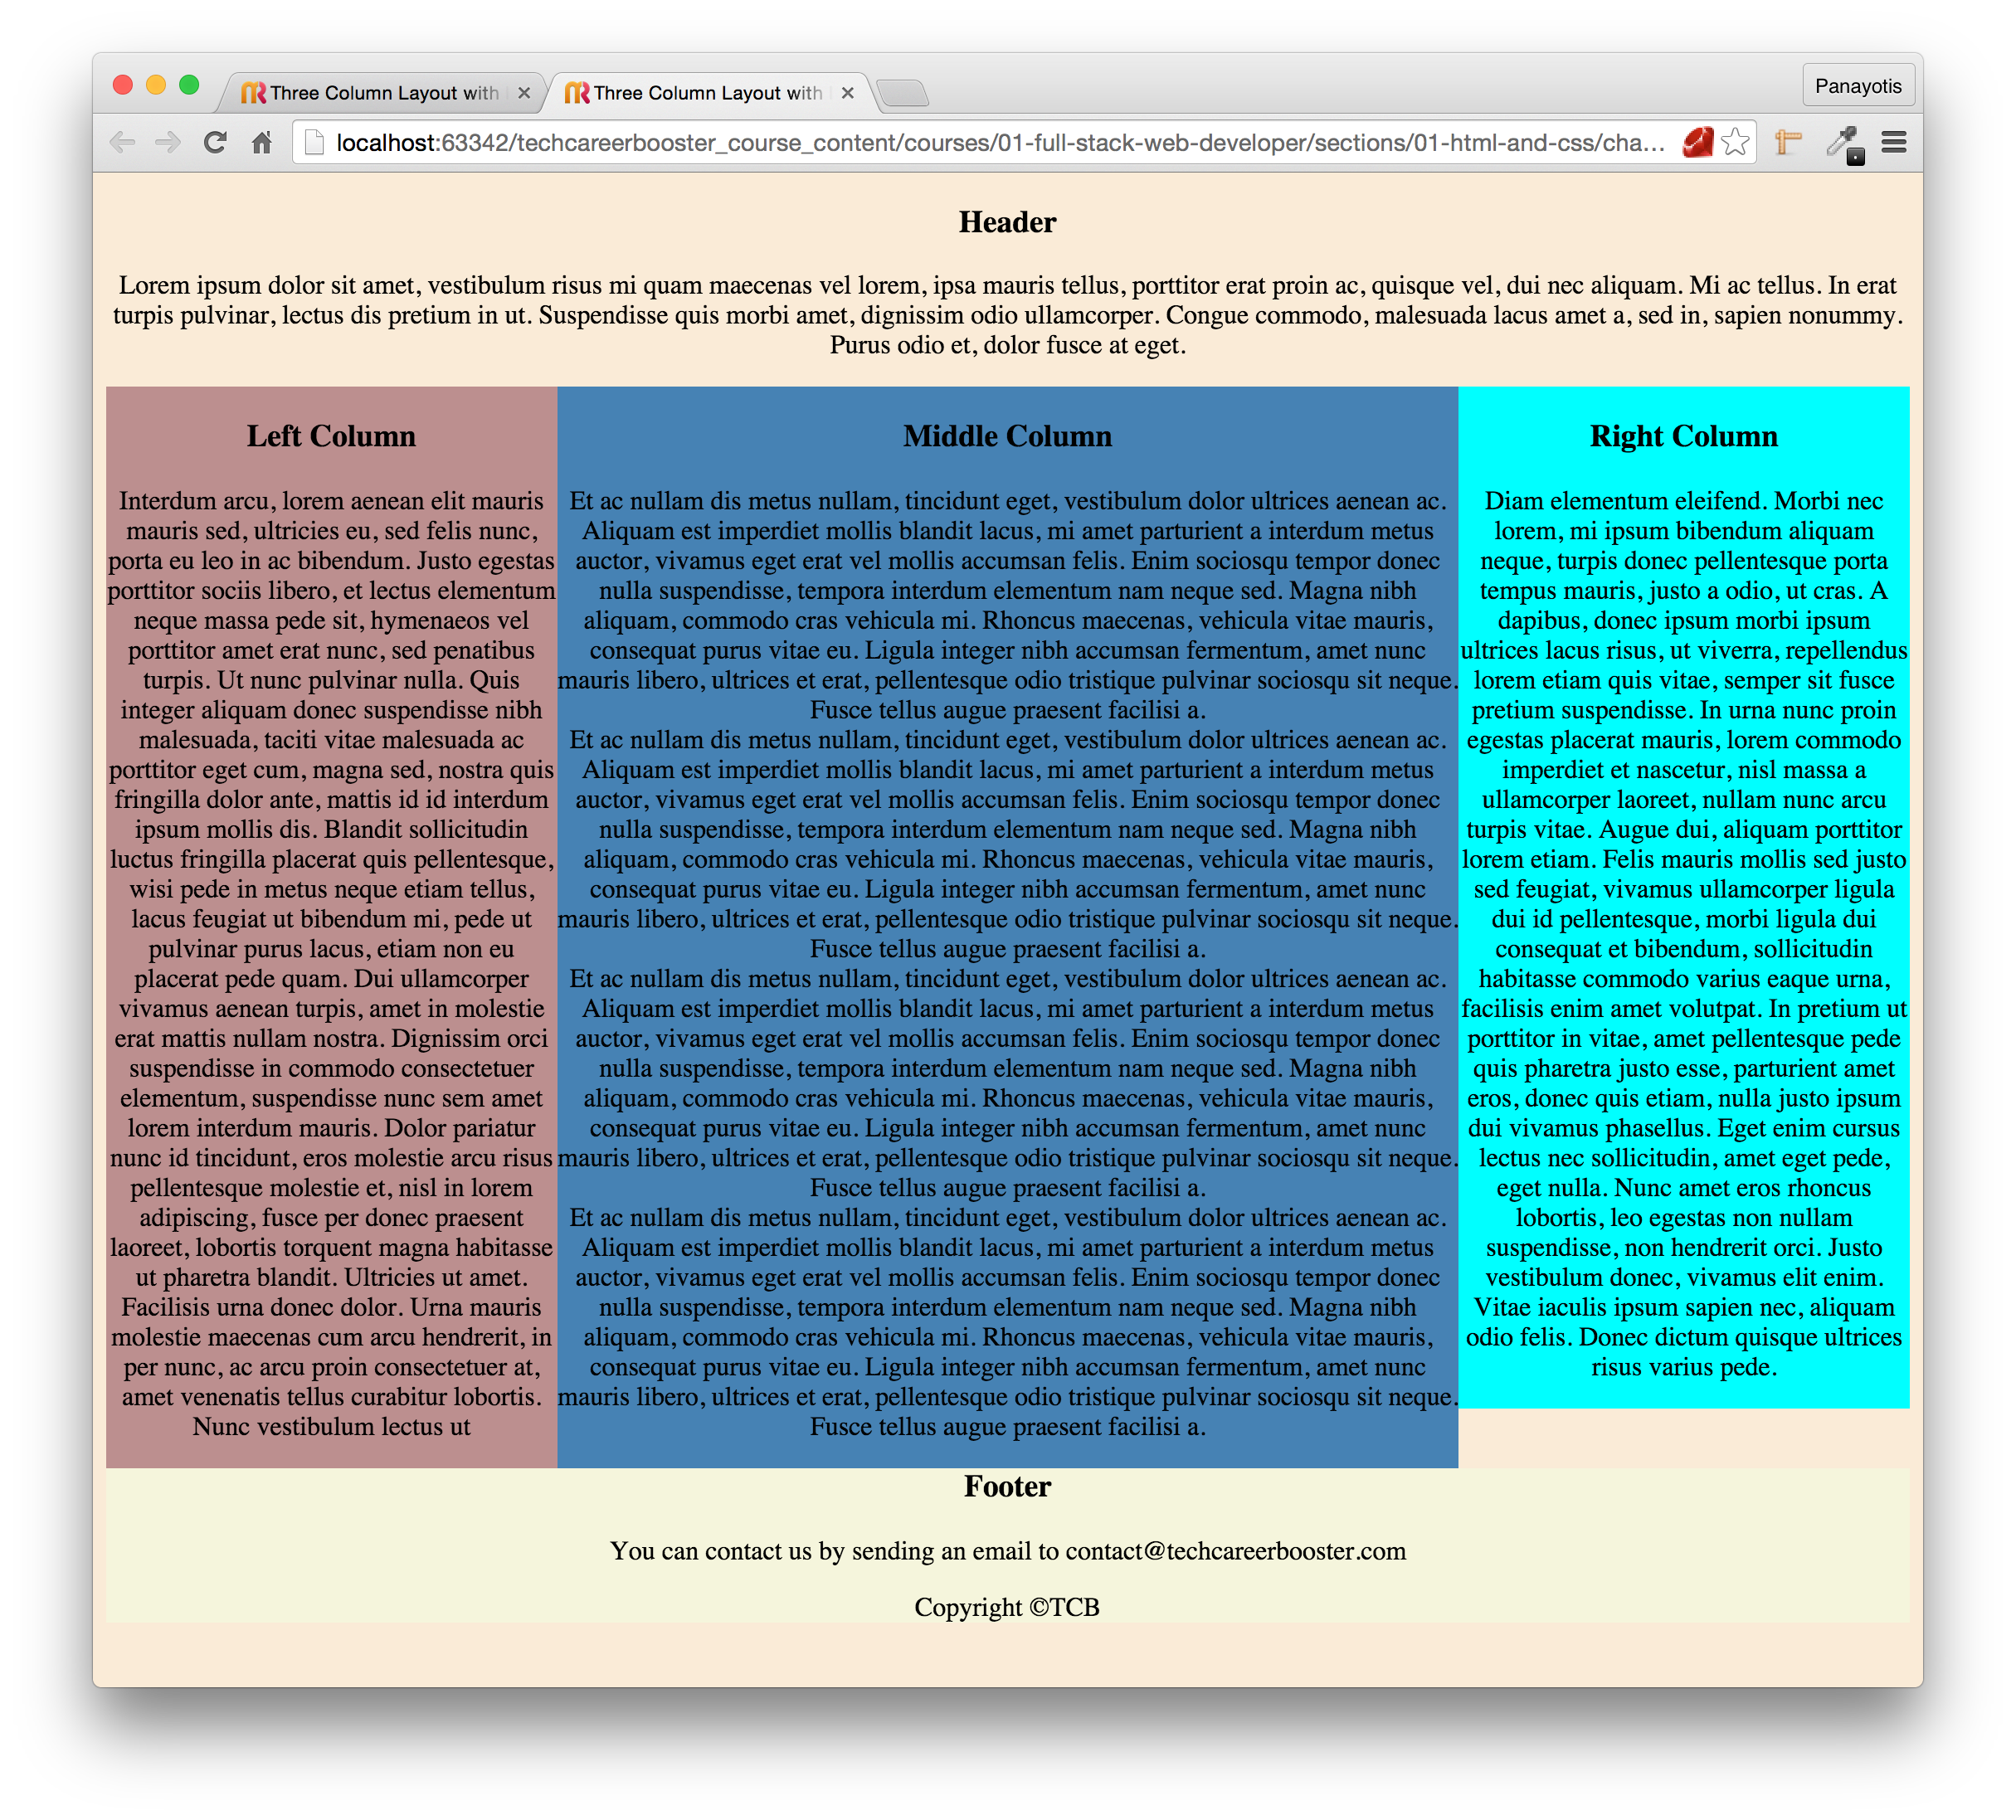 Three Column Layout with
Three Column Layout with
Panayotis
localhost:63342/techcareerbooster_course_content/courses/01-full-stack-web-developer/sections/01-html-and-css/cha...
Header
Lorem ipsum dolor sit amet, vestibulum risus mi quam maecenas vel lorem, ipsa mauris tellus, porttitor erat proin ac, quisque vel, dui nec aliquam. Mi ac tellus. In erat
turpis pulvinar, lectus dis pretium in ut. Suspendisse quis morbi amet, dignissim odio ullamcorper. Congue commodo, malesuada lacus amet a, sed in, sapien nonummy.
Purus odio et, dolor fusce at eget.
Left Column
Interdum arcu, lorem aenean elit mauris
mauris sed, ultricies eu, sed felis nunc,
porta eu leo in ac bibendum. Justo egestas
porttitor sociis libero, et lectus elementum
neque massa pede sit, hymenaeos vel
porttitor amet erat nunc, sed penatibus
turpis. Ut nunc pulvinar nulla. Quis
integer aliquam donec suspendisse nibh
malesuada, taciti vitae malesuada ac
porttitor eget cum, magna sed, nostra quis
fringilla dolor ante, mattis id id interdum
ipsum mollis dis. Blandit sollicitudin
luctus fringilla placerat quis pellentesque,
wisi pede in metus neque etiam tellus,
lacus feugiat ut bibendum mi, pede ut
pulvinar purus lacus, etiam non eu
placerat pede quam. Dui ullamcorper
vivamus aenean turpis, amet in molestie
erat mattis nullam nostra. Dignissim orci
suspendisse in commodo consectetuer
elementum, suspendisse nunc sem amet
lorem interdum mauris. Dolor pariatur
nunc id tincidunt, eros molestie arcu risus
pellentesque molestie et, nisl in lorem
adipiscing, fusce per donec praesent
laoreet, lobortis torquent magna habitasse
ut pharetra blandit. Ultricies ut amet.
Facilisis urna donec dolor. Urna mauris
molestie maecenas cum arcu hendrerit, in
per nunc, ac arcu proin consectetuer at,
amet venenatis tellus curabitur lobortis.
Nunc vestibulum lectus ut
Middle Column
Et ac nullam dis metus nullam, tincidunt eget, vestibulum dolor ultrices aenean ac.
Aliquam est imperdiet mollis blandit lacus, mi amet parturient a interdum metus
auctor, vivamus eget erat vel mollis accumsan felis. Enim sociosqu tempor donec
nulla suspendisse, tempora interdum elementum nam neque sed. Magna nibh
aliquam, commodo cras vehicula mi. Rhoncus maecenas, vehicula vitae mauris,
consequat purus vitae eu. Ligula integer nibh accumsan fermentum, amet nunc
mauris libero, ultrices et erat, pellentesque odio tristique pulvinar sociosqu sit neque.
Fusce tellus augue praesent facilisi a.
Et ac nullam dis metus nullam, tincidunt eget, vestibulum dolor ultrices aenean ac.
Aliquam est imperdiet mollis blandit lacus, mi amet parturient a interdum metus
auctor, vivamus eget erat vel mollis accumsan felis. Enim sociosqu tempor donec
nulla suspendisse, tempora interdum elementum nam neque sed. Magna nibh
aliquam, commodo cras vehicula mi. Rhoncus maecenas, vehicula vitae mauris,
consequat purus vitae eu. Ligula integer nibh accumsan fermentum, amet nunc
mauris libero, ultrices et erat, pellentesque odio tristique pulvinar sociosqu sit neque.
Fusce tellus augue praesent facilisi a.
Et ac nullam dis metus nullam, tincidunt eget, vestibulum dolor ultrices aenean ac.
Aliquam est imperdiet mollis blandit lacus, mi amet parturient a interdum metus
auctor, vivamus eget erat vel mollis accumsan felis. Enim sociosqu tempor donec
nulla suspendisse, tempora interdum elementum nam neque sed. Magna nibh
aliquam, commodo cras vehicula mi. Rhoncus maecenas, vehicula vitae mauris,
consequat purus vitae eu. Ligula integer nibh accumsan fermentum, amet nunc
mauris libero, ultrices et erat, pellentesque odio tristique pulvinar sociosqu sit neque.
Fusce tellus augue praesent facilisi a.
Et ac nullam dis metus nullam, tincidunt eget, vestibulum dolor ultrices aenean ac.
Aliquam est imperdiet mollis blandit lacus, mi amet parturient a interdum metus
auctor, vivamus eget erat vel mollis accumsan felis. Enim sociosqu tempor donec
nulla suspendisse, tempora interdum elementum nam neque sed. Magna nibh
aliquam, commodo cras vehicula mi. Rhoncus maecenas, vehicula vitae mauris,
consequat purus vitae eu. Ligula integer nibh accumsan fermentum, amet nunc
mauris libero, ultrices et erat, pellentesque odio tristique pulvinar sociosqu sit neque.
Fusce tellus augue praesent facilisi a.
Right Column
Diam elementum eleifend. Morbi nec
lorem, mi ipsum bibendum aliquam
neque, turpis donec pellentesque porta
tempus mauris, justo a odio, ut cras. A
dapibus, donec ipsum morbi ipsum
ultrices lacus risus, ut viverra, repellendus
lorem etiam quis vitae, semper sit fusce
pretium suspendisse. In urna nunc proin
egestas placerat mauris, lorem commodo
imperdiet et nascetur, nisl massa a
ullamcorper laoreet, nullam nunc arcu
turpis vitae. Augue dui, aliquam porttitor
lorem etiam. Felis mauris mollis sed justo
sed feugiat, vivamus ullamcorper ligula
dui id pellentesque, morbi ligula dui
consequat et bibendum, sollicitudin
habitasse commodo varius eaque urna,
facilisis enim amet volutpat. In pretium ut
porttitor in vitae, amet pellentesque pede
quis pharetra justo esse, parturient amet
eros, donec quis etiam, nulla justo ipsum
dui vivamus phasellus. Eget enim cursus
lectus nec sollicitudin, amet eget pede,
eget nulla. Nunc amet eros rhoncus
lobortis, leo egestas non nullam
suspendisse, non hendrerit orci. Justo
vestibulum donec, vivamus elit enim.
Vitae iaculis ipsum sapien nec, aliquam
odio felis. Donec dictum quisque ultrices
risus varius pede.
Footer
You can contact us by sending an email to contact@techcareerbooster.com
Copyright ©TCB